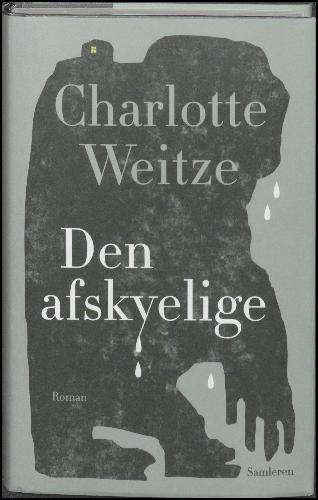 Charlotte
Weitze
Den
afskyelige
Roman
Samleren